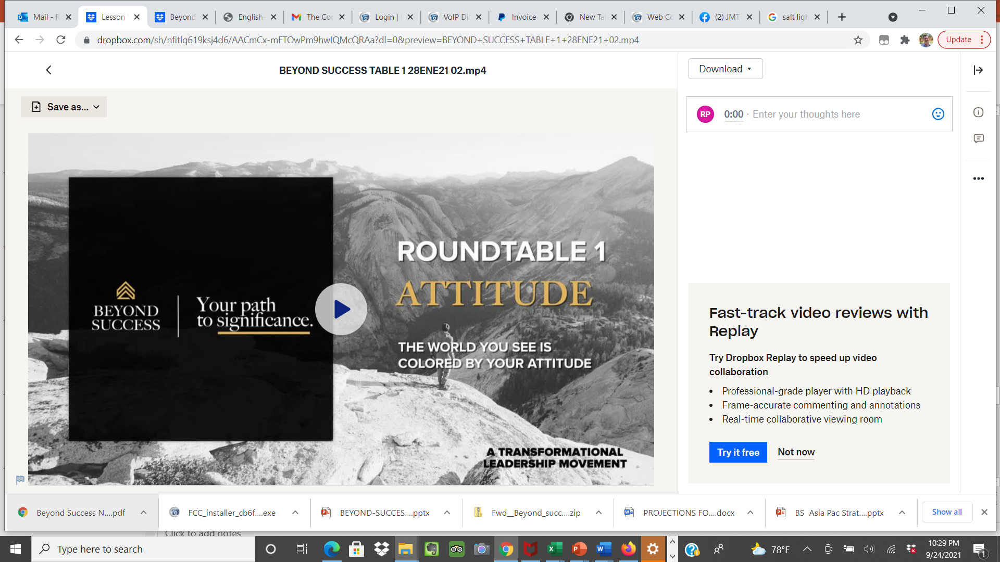 Mail - R
Lesson
Beyond
English-
The Cor
Login |
VoIP Di
Invoice
New Ta
Web Co
(2) JMT
salt ligh
dropbox.com/sh/nfitlq619ksj4d6/AACmCx-mFTOwPm9hwIQMcQRAa?dl=0&preview=BEYOND+SUCCESS+TABLE+1+28ENE21+02.mp4
Update
BEYOND SUCCESS TABLE 1 28ENE21 02.mp4
Download
Save as...
RP 0:00 · Enter your thoughts here
ROUNDTABLE 1
ATTITUDE
BEYOND
SUCCESS
Your path
to significance.
THE WORLD YOU SEE IS
COLORED BY YOUR ATTITUDE
A TRANSFORMATIONAL
LEADERSHIP MOVEMENT
Fast-track video reviews with
Replay
Try Dropbox Replay to speed up video
collaboration
• Professional-grade player with HD playback
• Frame-accurate commenting and annotations
• Real-time collaborative viewing room
Try it free
Not now
Beyond Success N....pdf
FCC_installer_cb6f....exe
BEYOND-SUCCES....pptx
Fwd__Beyond_succ....zip
PROJECTIONS FO....docx
BS Asia Pac Strat....pptx
Show all
Click to add notes
Type here to search
78°F
10:29 PM
9/24/2021
1